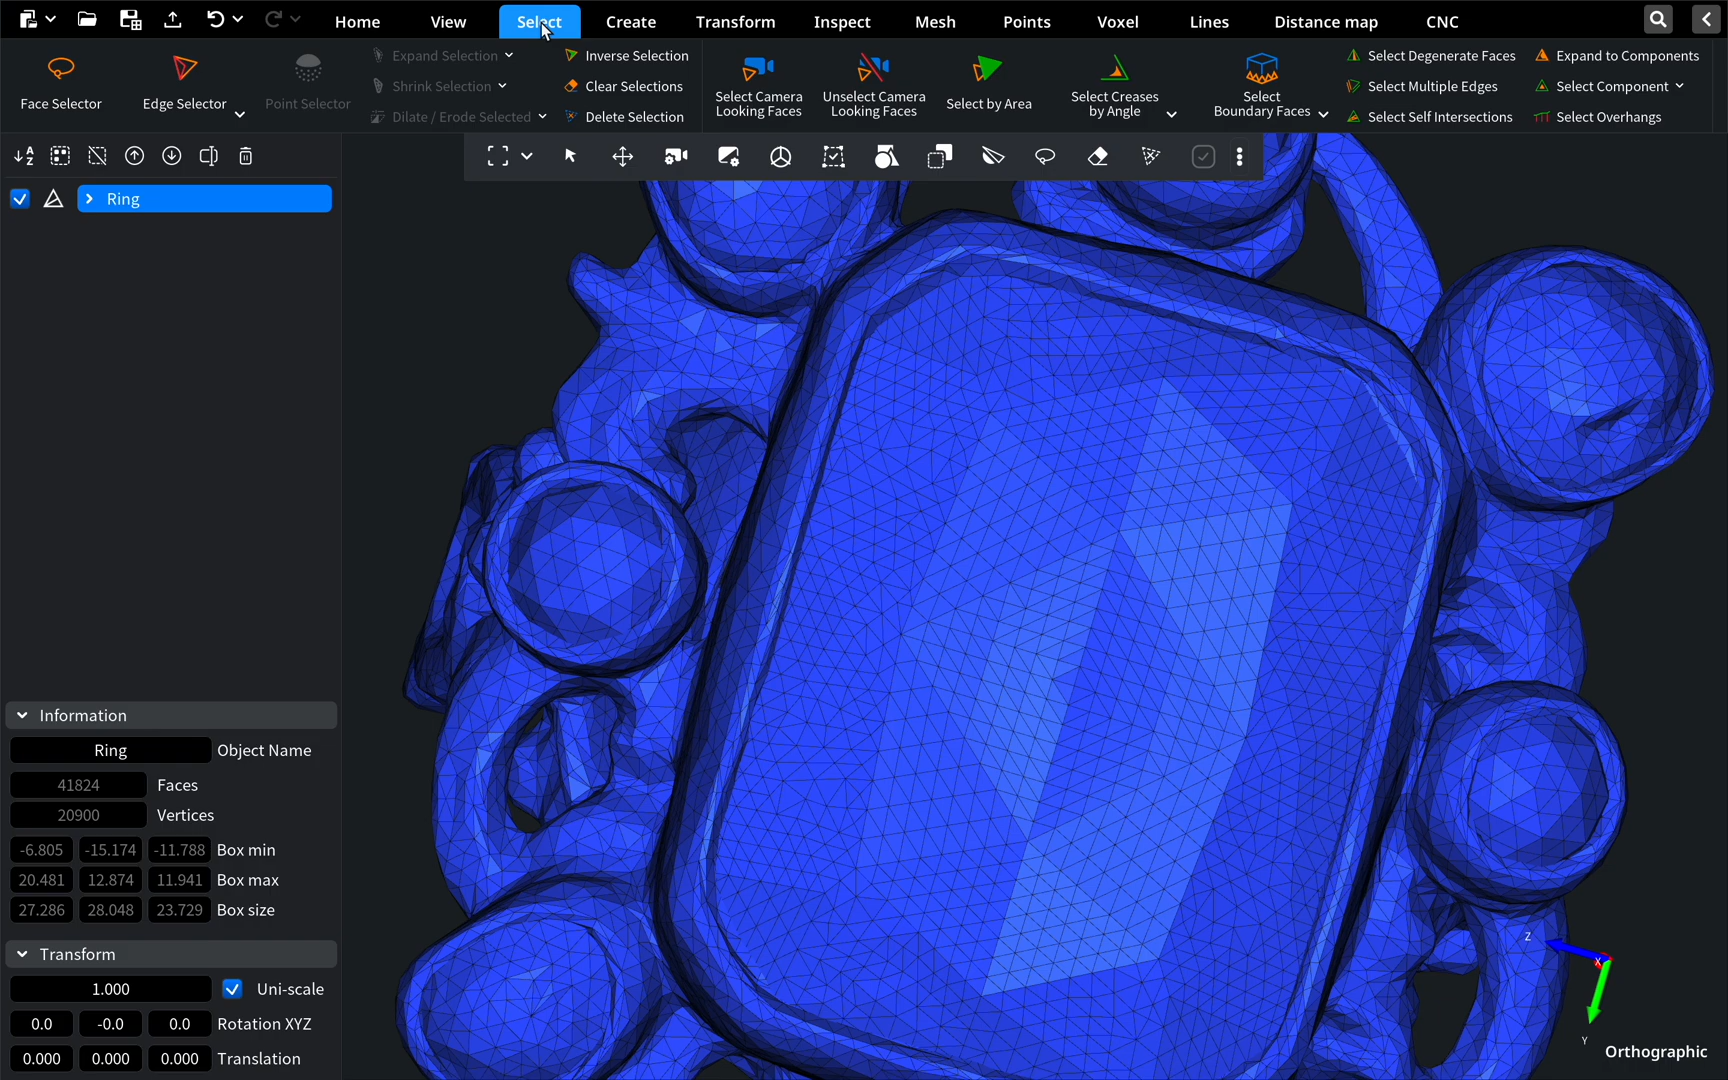 Home View Select Create Transform Inspect Mesh Points Voxel Lines Distance map CNC
Face Selector
Edge Selector
Point Selector
Expand Selection
Shrink Selection
Dilate / Erode Selected
Inverse Selection
Clear Selections
Delete Selection
Select Camera
Looking Faces
Unselect Camera
Looking Faces
Select by Area
Select Creases
by Angle
Select
Boundary Faces
Select Degenerate Faces
Select Multiple Edges
Select Self Intersections
Expand to Components
Select Component
Select Overhangs
Ring
Information
Ring Object Name
41824 Faces
20900 Vertices
-6.805 -15.174 -11.788 Box min
20.481 12.874 11.941 Box max
27.286 28.048 23.729 Box size
Transform
1.000 Uni-scale
0.0 -0.0 0.0 Rotation XYZ
0.000 0.000 0.000 Translation
Z
X
Y
Orthographic